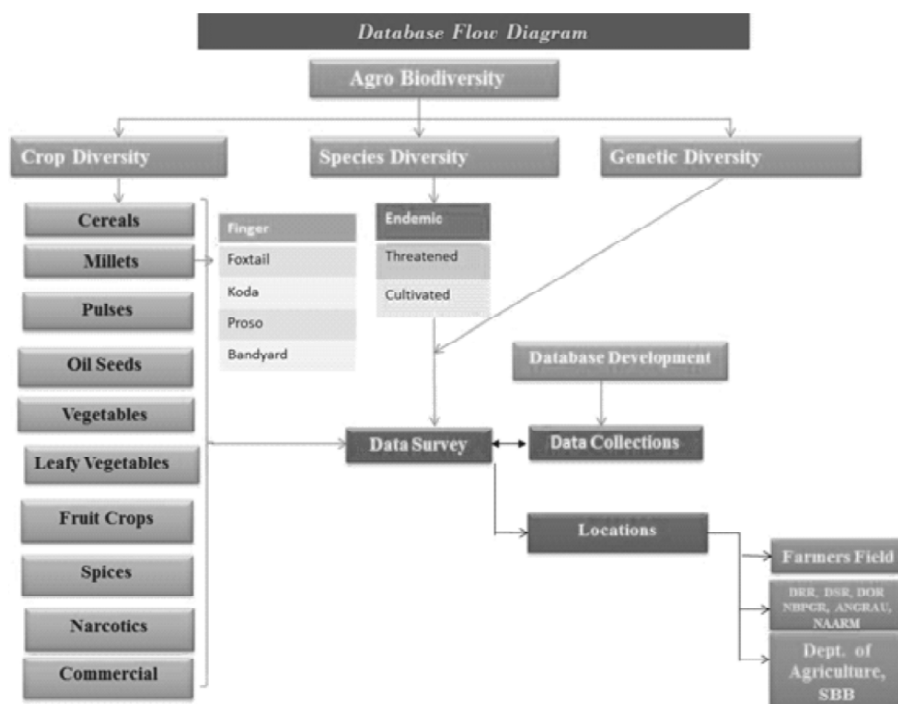 Database Flow Diagram
Agro Biodiversity
Crop Diversity
Species Diversity
Genetic Diversity
Cereals
Millets
Pulses
Oil Seeds
Vegetables
Leafy Vegetables
Fruit Crops
Spices
Narcotics
Commercial
Finger
Foxtail
Koda
Proso
Bandyard
Endemic
Threatened
Cultivated
Database Development
Data Survey
Data Collections
Locations
Farmers Field
DRR, DSR, DOR
NBPGR, ANGRAU,
NAARM
Dept. of
Agriculture,
SBB